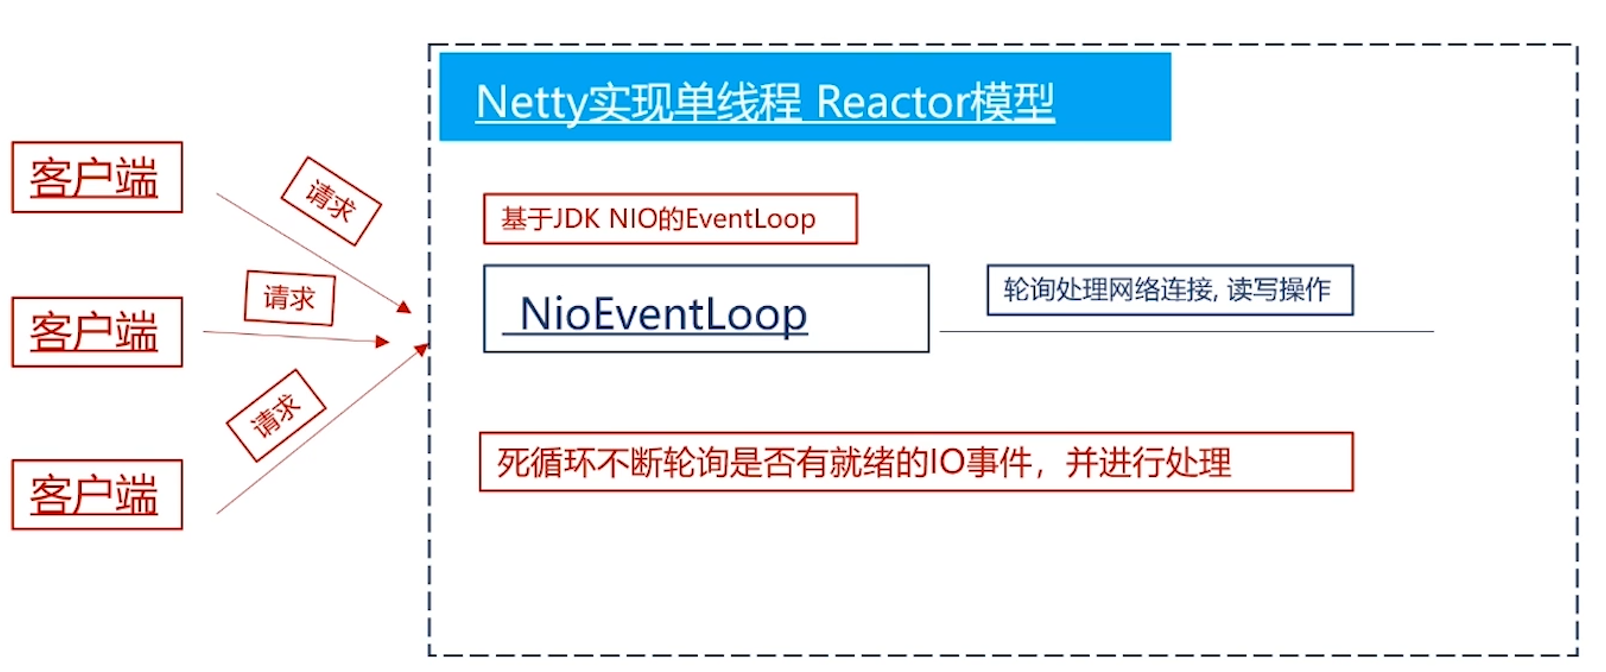 Netty实现单线程 Reactor模型
客户端
请求
基于JDK NIO的EventLoop
客户端
请求
NioEventLoop
轮询处理网络连接, 读写操作
请求
客户端
死循环不断轮询是否有就绪的IO事件，并进行处理